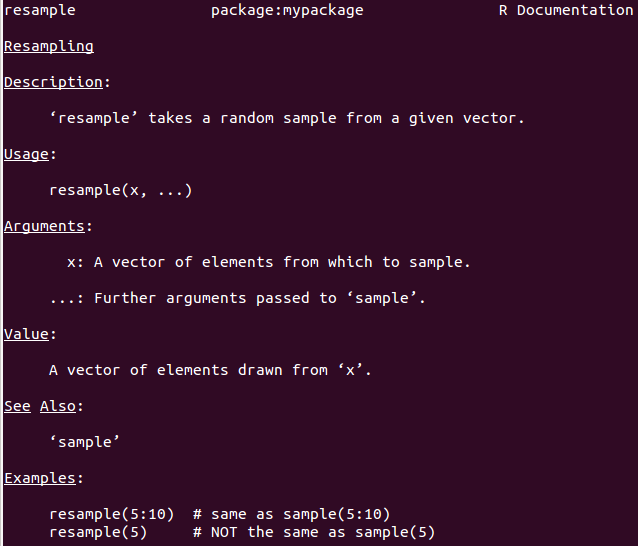 resample package:mypackage R Documentation
Resampling
Description:
‘resample’ takes a random sample from a given vector.
Usage:
resample(x, ...)
Arguments:
x: A vector of elements from which to sample.
...: Further arguments passed to ‘sample’.
Value:
A vector of elements drawn from ‘x’.
See Also:
‘sample’
Examples:
resample(5:10)  # same as sample(5:10)
resample(5)     # NOT the same as sample(5)